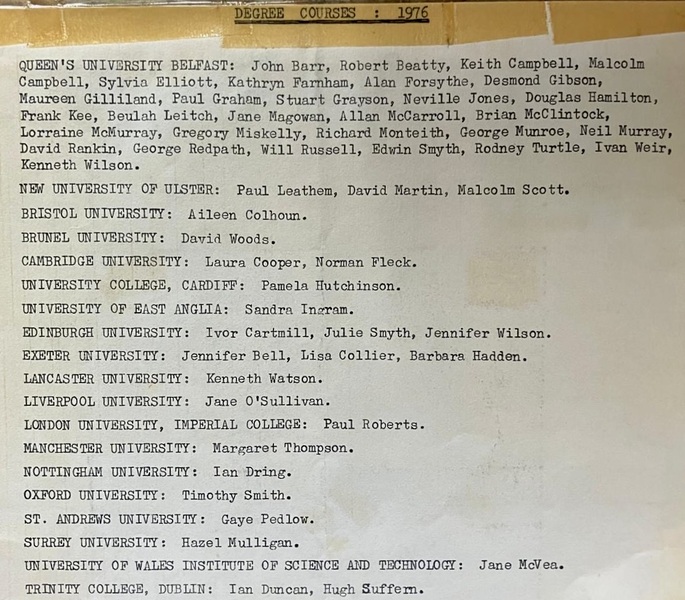 DEGREE COURSES : 1976
QUEEN'S UNIVERSITY BELFAST: John Barr, Robert Beatty, Keith Campbell, Malcolm
Campbell, Sylvia Elliott, Kathryn Farnham, Alan Forsythe, Desmond Gibson,
Maureen Gilliland, Paul Graham, Stuart Grayson, Neville Jones, Douglas Hamilton,
Frank Kee, Beulah Leitch, Jane Magowan, Allan McCarroll, Brian McClintock,
Lorraine McMurray, Gregory Miskelly, Richard Monteith, George Munroe, Neil Murray,
David Rankin, George Redpath, Will Russell, Edwin Smyth, Rodney Turtle, Ivan Weir,
Kenneth Wilson.
NEW UNIVERSITY OF ULSTER: Paul Leathem, David Martin, Malcolm Scott.
BRISTOL UNIVERSITY: Aileen Colhoun.
BRUNEL UNIVERSITY: David Woods.
CAMBRIDGE UNIVERSITY: Laura Cooper, Norman Fleck.
UNIVERSITY COLLEGE, CARDIFF: Pamela Hutchinson.
UNIVERSITY OF EAST ANGLIA: Sandra Ingram.
EDINBURGH UNIVERSITY: Ivor Cartmill, Julie Smyth, Jennifer Wilson.
EXETER UNIVERSITY: Jennifer Bell, Lisa Collier, Barbara Hadden.
LANCASTER UNIVERSITY: Kenneth Watson.
LIVERPOOL UNIVERSITY: Jane O'Sullivan.
LONDON UNIVERSITY, IMPERIAL COLLEGE: Paul Roberts.
MANCHESTER UNIVERSITY: Margaret Thompson.
NOTTINGHAM UNIVERSITY: Ian Dring.
OXFORD UNIVERSITY: Timothy Smith.
ST. ANDREWS UNIVERSITY: Gaye Pedlow.
SURREY UNIVERSITY: Hazel Mulligan.
UNIVERSITY OF WALES INSTITUTE OF SCIENCE AND TECHNOLOGY: Jane McVea.
TRINITY COLLEGE, DUBLIN: Ian Duncan, Hugh Suffern.